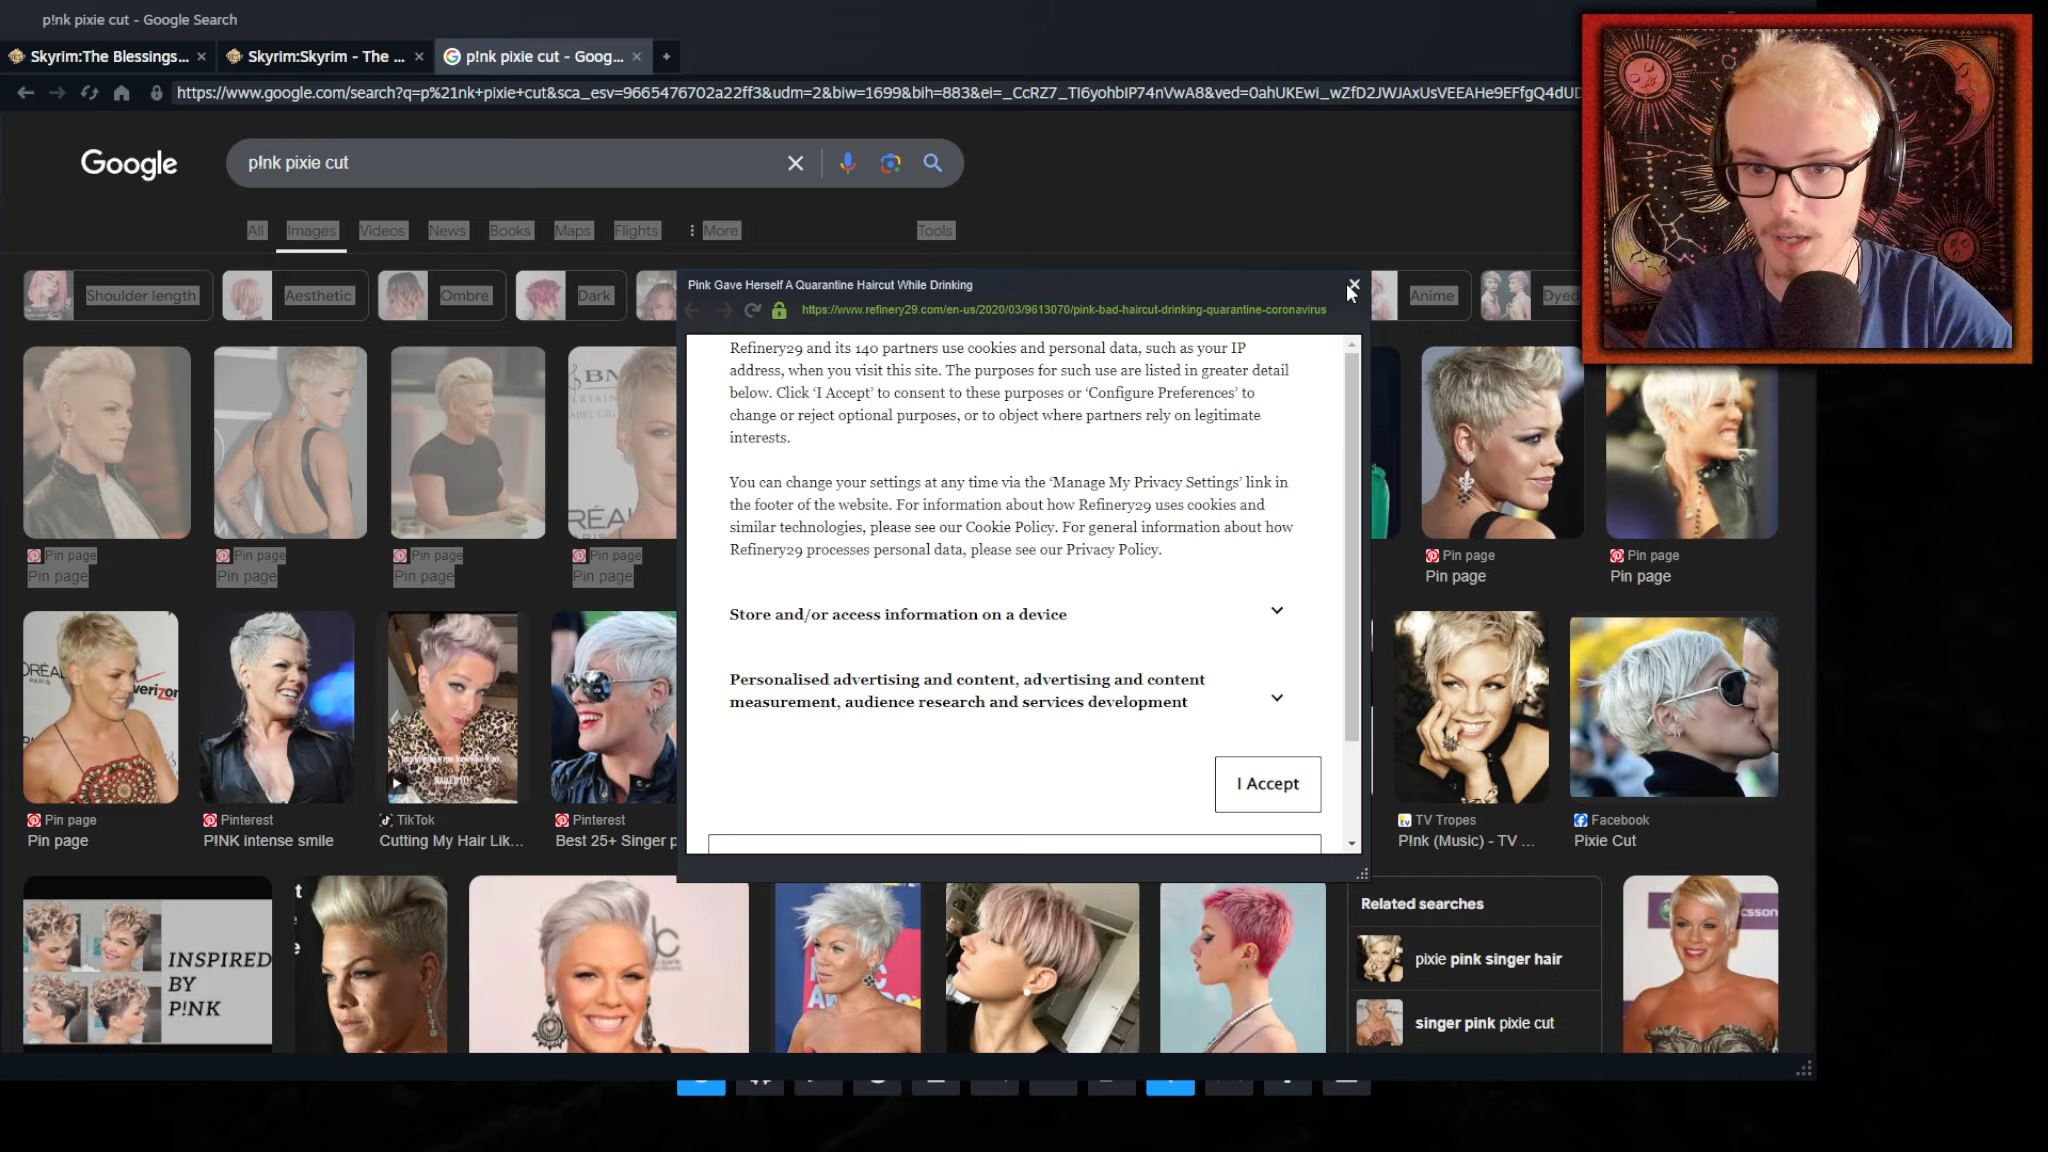 p!nk pixie cut - Google Search
Skyrim:The Blessings...
Skyrim:Skyrim - The ...
p!nk pixie cut - Goog...
https://www.google.com/search?q=p%21nk+pixie+cut&sca_esv=9665476702a22ff3&udm=2&biw=1699&bih=883&ei=_CcRZ7_TI6yohbIP74nVwA8&ved=0ahUKEwi_wZfD2JWJAxUsVEEAHe9EFfgQ4dUD
Google
p!nk pixie cut
All
Images
Videos
News
Books
Maps
Flights
More
Tools
Shoulder length
Aesthetic
Ombre
Dark
Anime
Dyed
Pink Gave Herself A Quarantine Haircut While Drinking
https://www.refinery29.com/en-us/2020/03/9613070/pink-bad-haircut-drinking-quarantine-coronavirus
Refinery29 and its 140 partners use cookies and personal data, such as your IP
address, when you visit this site. The purposes for such use are listed in greater detail
below. Click ‘I Accept’ to consent to these purposes or ‘Configure Preferences’ to
change or reject optional purposes, or to object where partners rely on legitimate
interests.
You can change your settings at any time via the ‘Manage My Privacy Settings’ link in
the footer of the website. For information about how Refinery29 uses cookies and
similar technologies, please see our Cookie Policy. For general information about how
Refinery29 processes personal data, please see our Privacy Policy.
Store and/or access information on a device
Personalised advertising and content, advertising and content
measurement, audience research and services development
I Accept
Pin page
Pin page
Pin page
Pin page
Pin page
Pin page
Pin page
Pin page
Pin page
Pin page
Pin page
Pin page
Pin page
Pin page
Pinterest
P!NK intense smile
TikTok
Cutting My Hair Lik...
Pinterest
Best 25+ Singer p
TV Tropes
P!nk (Music) - TV ...
Facebook
Pixie Cut
verizon
INSPIRED
BY
P!NK
Related searches
pixie pink singer hair
singer pink pixie cut